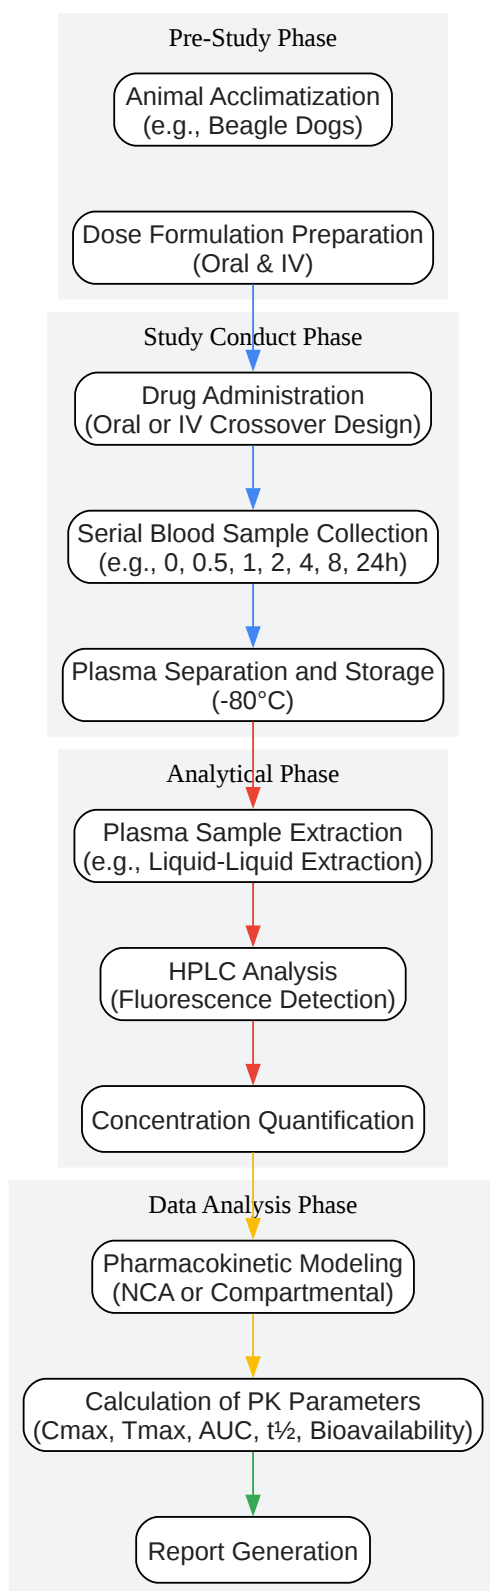 Pre-Study Phase
Animal Acclimatization
(e.g., Beagle Dogs)
Dose Formulation Preparation
(Oral & IV)
Study Conduct Phase
Drug Administration
(Oral or IV Crossover Design)
Serial Blood Sample Collection
(e.g., 0, 0.5, 1, 2, 4, 8, 24h)
Plasma Separation and Storage
(-80°C)
Analytical Phase
Plasma Sample Extraction
(e.g., Liquid-Liquid Extraction)
HPLC Analysis
(Fluorescence Detection)
Concentration Quantification
Data Analysis Phase
Pharmacokinetic Modeling
(NCA or Compartmental)
Calculation of PK Parameters
(Cmax, Tmax, AUC, t½, Bioavailability)
Report Generation